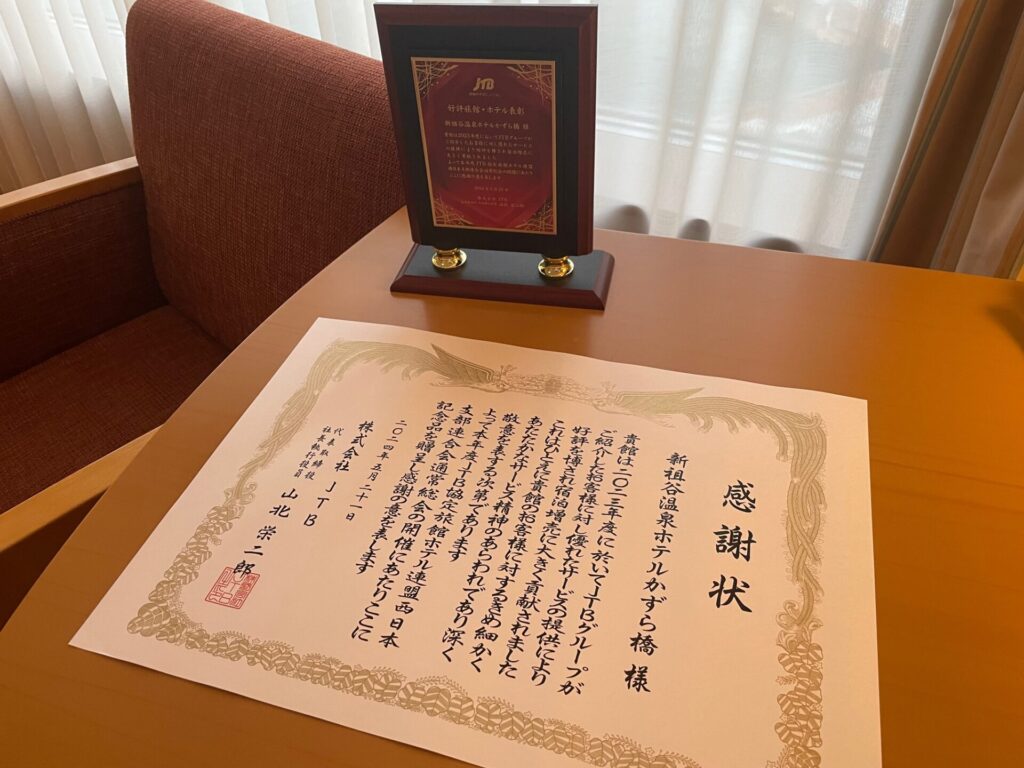 JTB
好評旅館・ホテル表彰
新祖谷温泉ホテルかずら橋 様
感謝状
新祖谷温泉ホテルかずら橋 様
貴館は二〇二三年度に於いてJTBグループが
ご紹介したお客様に対し優れたサービスの提供により
好評を博され宿泊増売に大きく貢献されました
これはひとえに貴館のお客様に対するきめ細かく
あたたかなサービス精神のあらわれであり深く
敬意を表する次第であります
よって本年度JTB協定旅館ホテル連盟西日本
支部連合会通常総会の開催にあたりここに
記念品を贈呈し感謝の意を表します
二〇二四年五月二十一日
株式会社 JTB
代表取締役
社長執行役員 山北 栄二郎